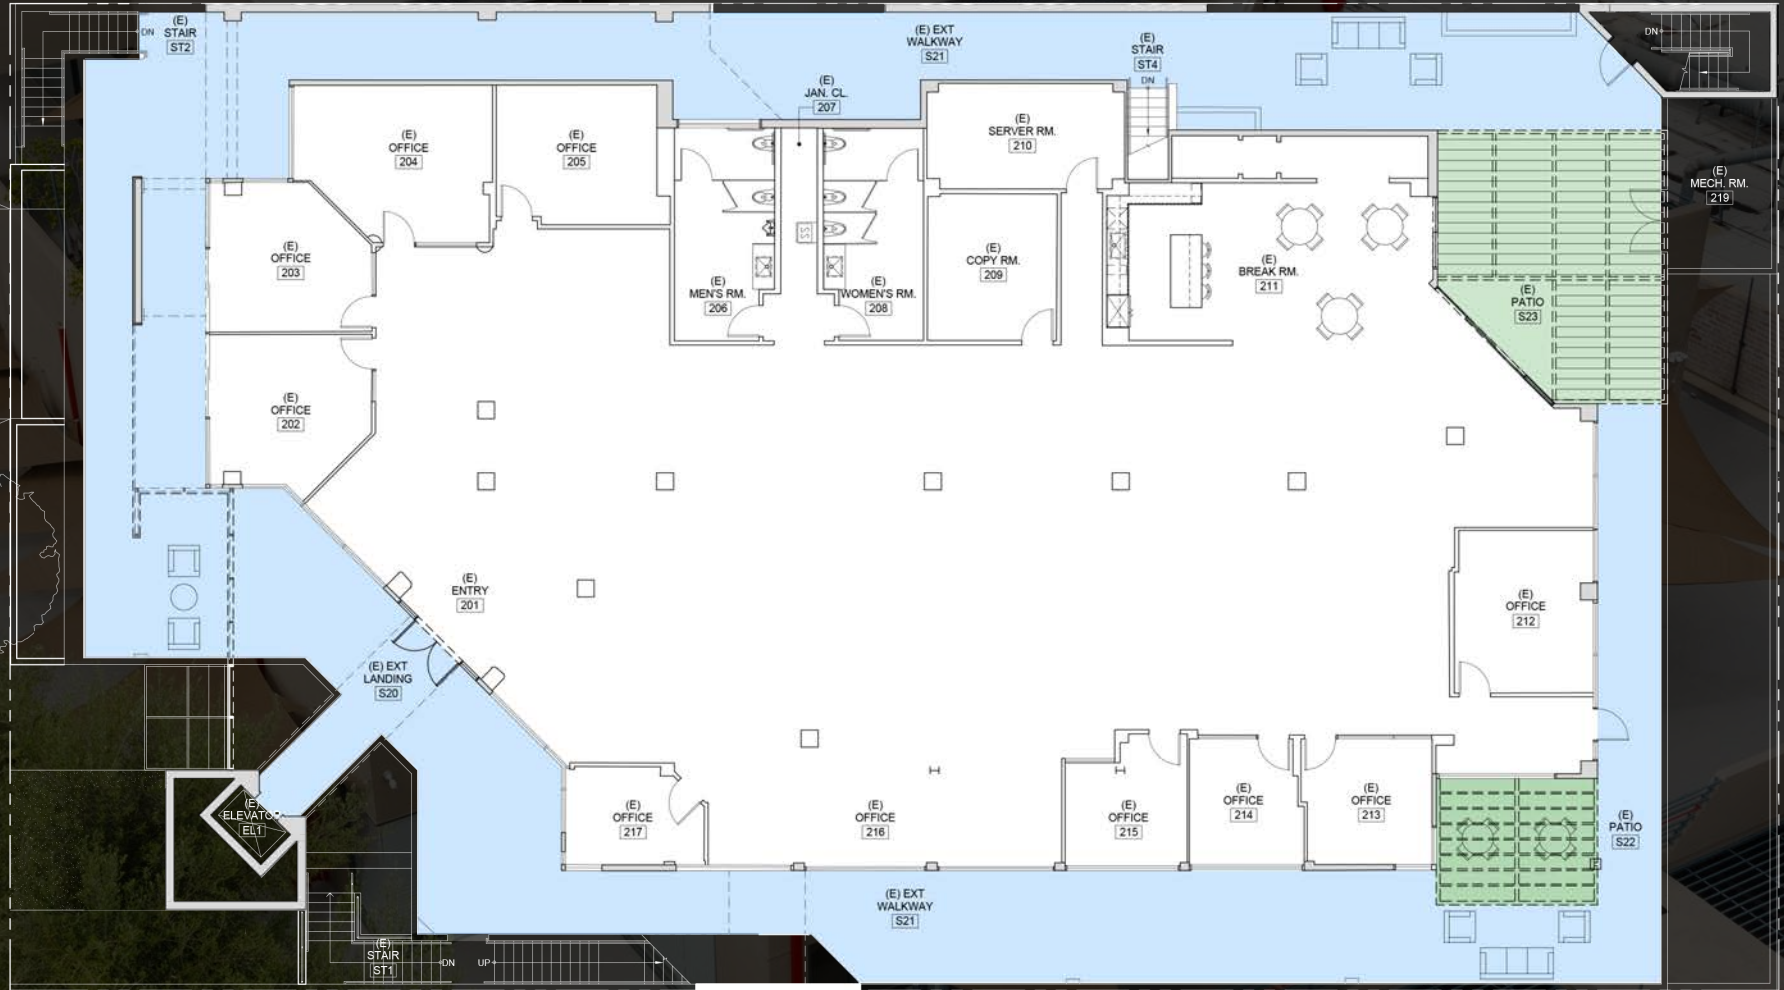 (E)
STAIR
ST2
DN
(E) EXT
WALKWAY
S21
(E)
STAIR
ST4
DN
DN
(E)
JAN. CL.
207
(E)
OFFICE
204
(E)
OFFICE
205
(E)
SERVER RM.
210
(E)
MECH. RM.
219
(E)
OFFICE
203
(E)
MEN'S RM.
206
SS
(E)
WOMEN'S RM.
208
(E)
COPY RM.
209
(E)
BREAK RM.
211
(E)
PATIO
S23
(E)
OFFICE
202
(E)
ENTRY
201
(E)
OFFICE
212
(E) EXT
LANDING
S20
(E)
ELEVATOR
EL1
(E)
OFFICE
217
(E)
OFFICE
216
(E)
OFFICE
215
(E)
OFFICE
214
(E)
OFFICE
213
(E)
PATIO
S22
(E) EXT
WALKWAY
S21
(E)
STAIR
ST1
DN
UP